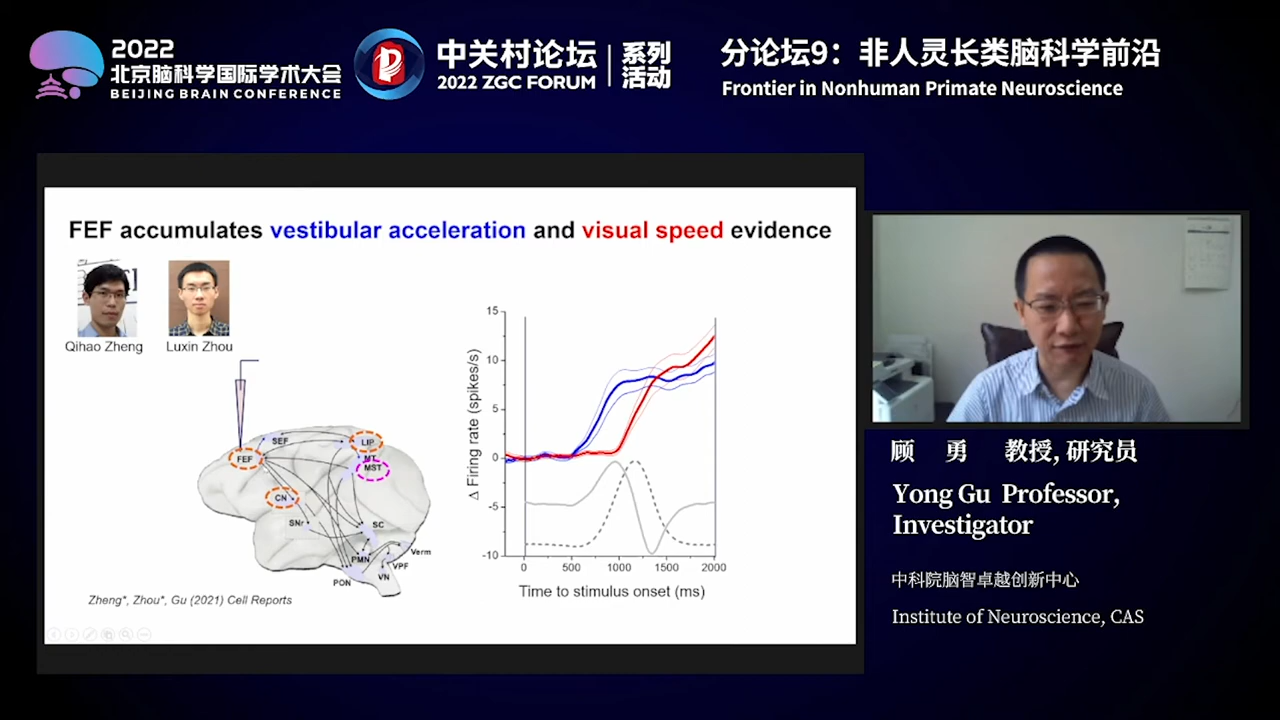 2022
北京脑科学国际学术大会
BEIJING BRAIN CONFERENCE
中关村论坛
2022 ZGC FORUM
系列
活动
分论坛9：非人灵长类脑科学前沿
Frontier in Nonhuman Primate Neuroscience
FEF accumulates vestibular acceleration and visual speed evidence
Qihao Zheng
Luxin Zhou
SEF
LIP
FEF
MT
MST
CN
SNr
SC
Verm
PMN
VPF
VN
PON
Zheng*, Zhou*, Gu (2021) Cell Reports
Δ Firing rate (spikes/s)
15
10
5
0
-5
-10
0 500 1000 1500 2000
Time to stimulus onset (ms)
顾 勇 教授, 研究员
Yong Gu Professor,
Investigator
中科院脑智卓越创新中心
Institute of Neuroscience, CAS